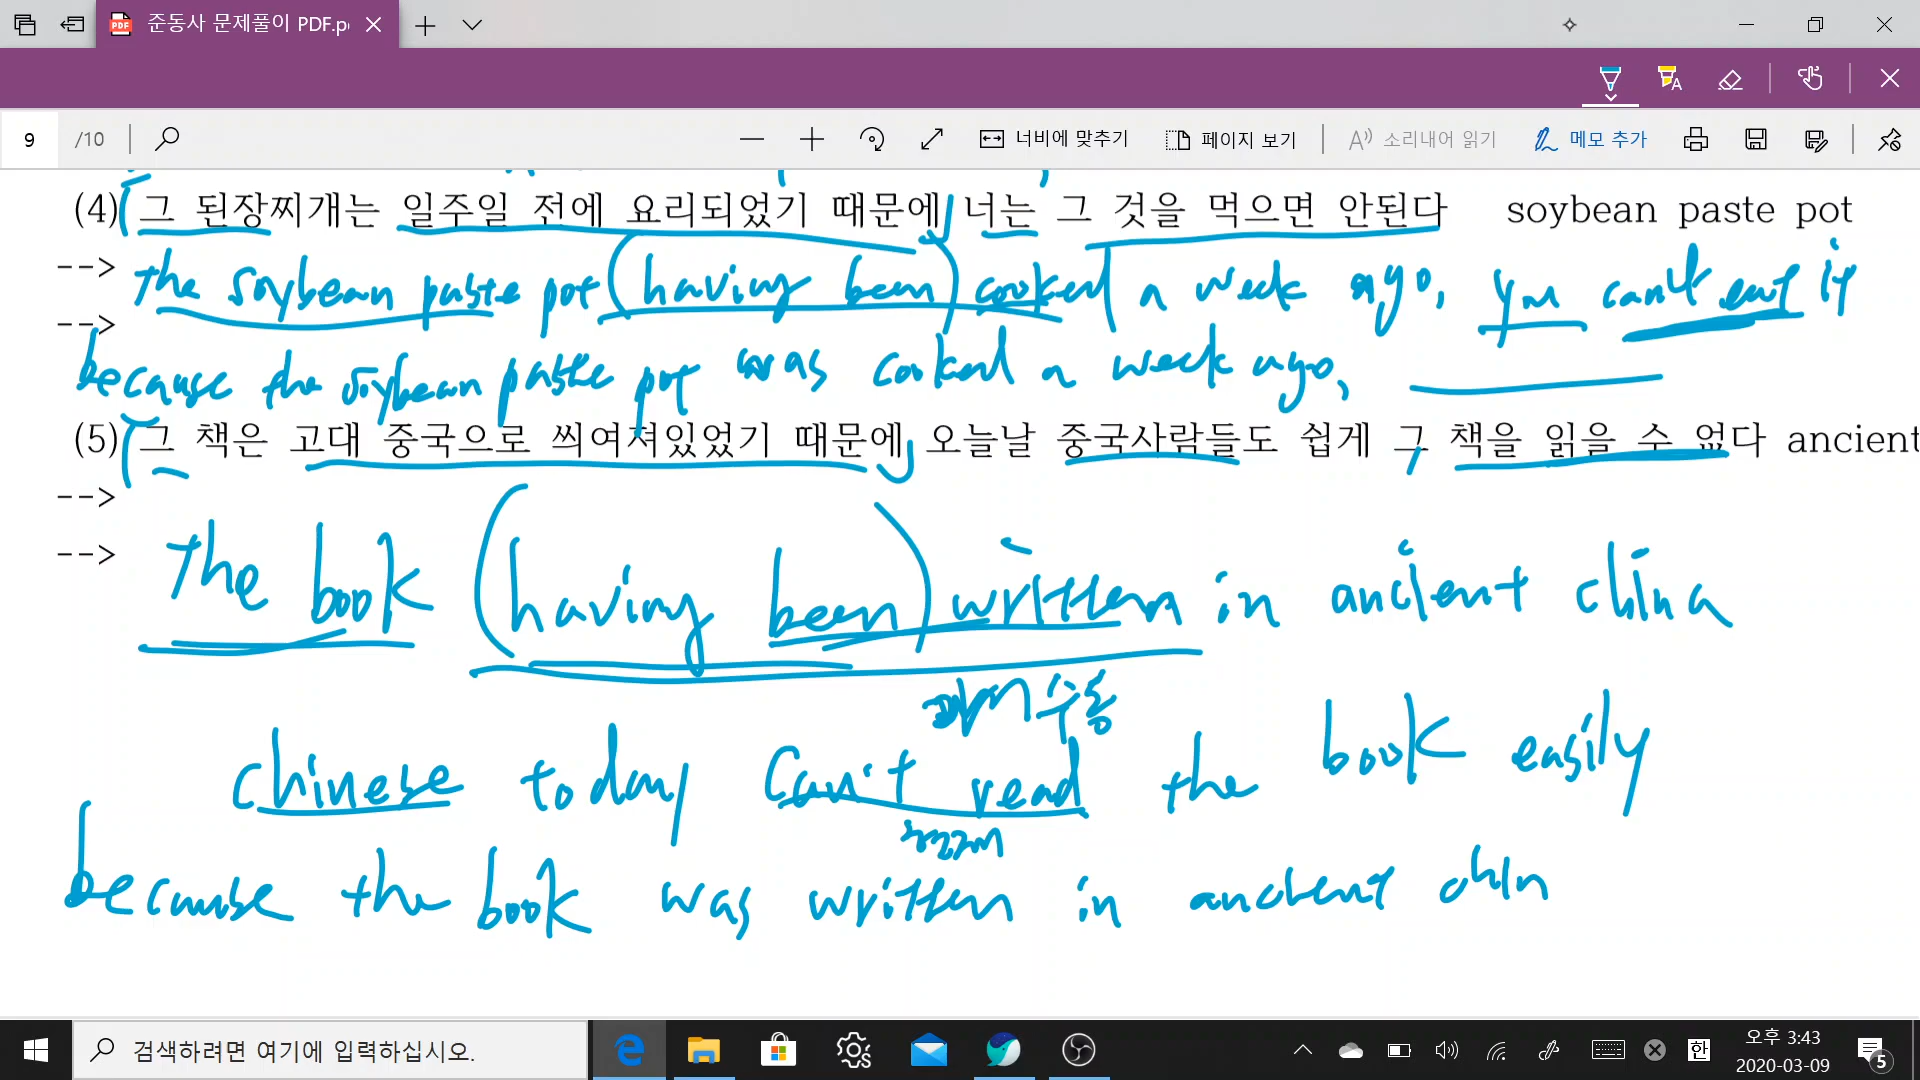 준동사 문제풀이 PDF.p
9 /10 너비에 맞추기 페이지 보기 소리내어 읽기 메모 추가
(4) 그 된장찌개는 일주일 전에 요리되었기 때문에 너는 그 것을 먹으면 안된다 soybean paste pot
--> the soybean paste pot (having been) cooked a week ago, you can't eat it
-->
because the soybean paste pot was cooked a week ago,
(5) 그 책은 고대 중국으로 씌여져있었기 때문에 오늘날 중국사람들도 쉽게 그 책을 읽을 수 없다 ancient
-->
--> the book (having been) written in ancient china
수동
chinese today can't read the book easily
because the book was written in ancient chin
검색하려면 여기에 입력하십시오.
한
오후 3:43
2020-03-09
5